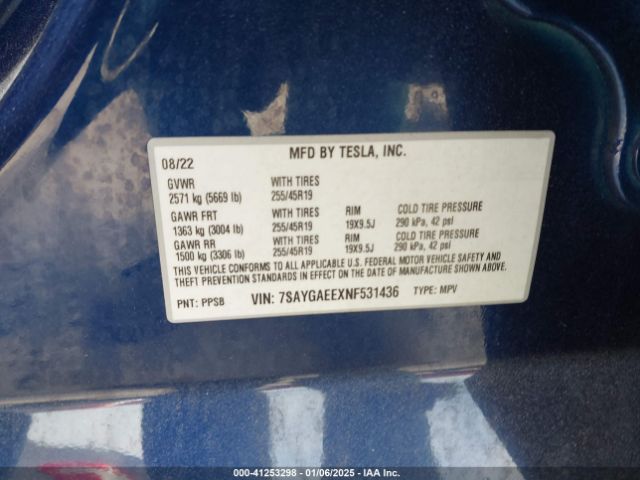 08/22 MFD BY TESLA, INC.
GVWR WITH TIRES
2571 kg (5669 lb) 255/45R19
GAWR FRT WITH TIRES RIM COLD TIRE PRESSURE
1363 kg (3004 lb) 255/45R19 19X9.5J 290 kPa, 42 psi
GAWR RR WITH TIRES RIM COLD TIRE PRESSURE
1500 kg (3306 lb) 255/45R19 19X9.5J 290 kPa, 42 psi
THIS VEHICLE CONFORMS TO ALL APPLICABLE U.S. FEDERAL MOTOR VEHICLE SAFETY AND
THEFT PREVENTION STANDARDS IN EFFECT ON THE DATE OF MANUFACTURE SHOWN ABOVE.
PNT: PPSB VIN: 7SAYGAEEXNF531436 TYPE: MPV
000-41253298 - 01/06/2025 - IAA Inc.